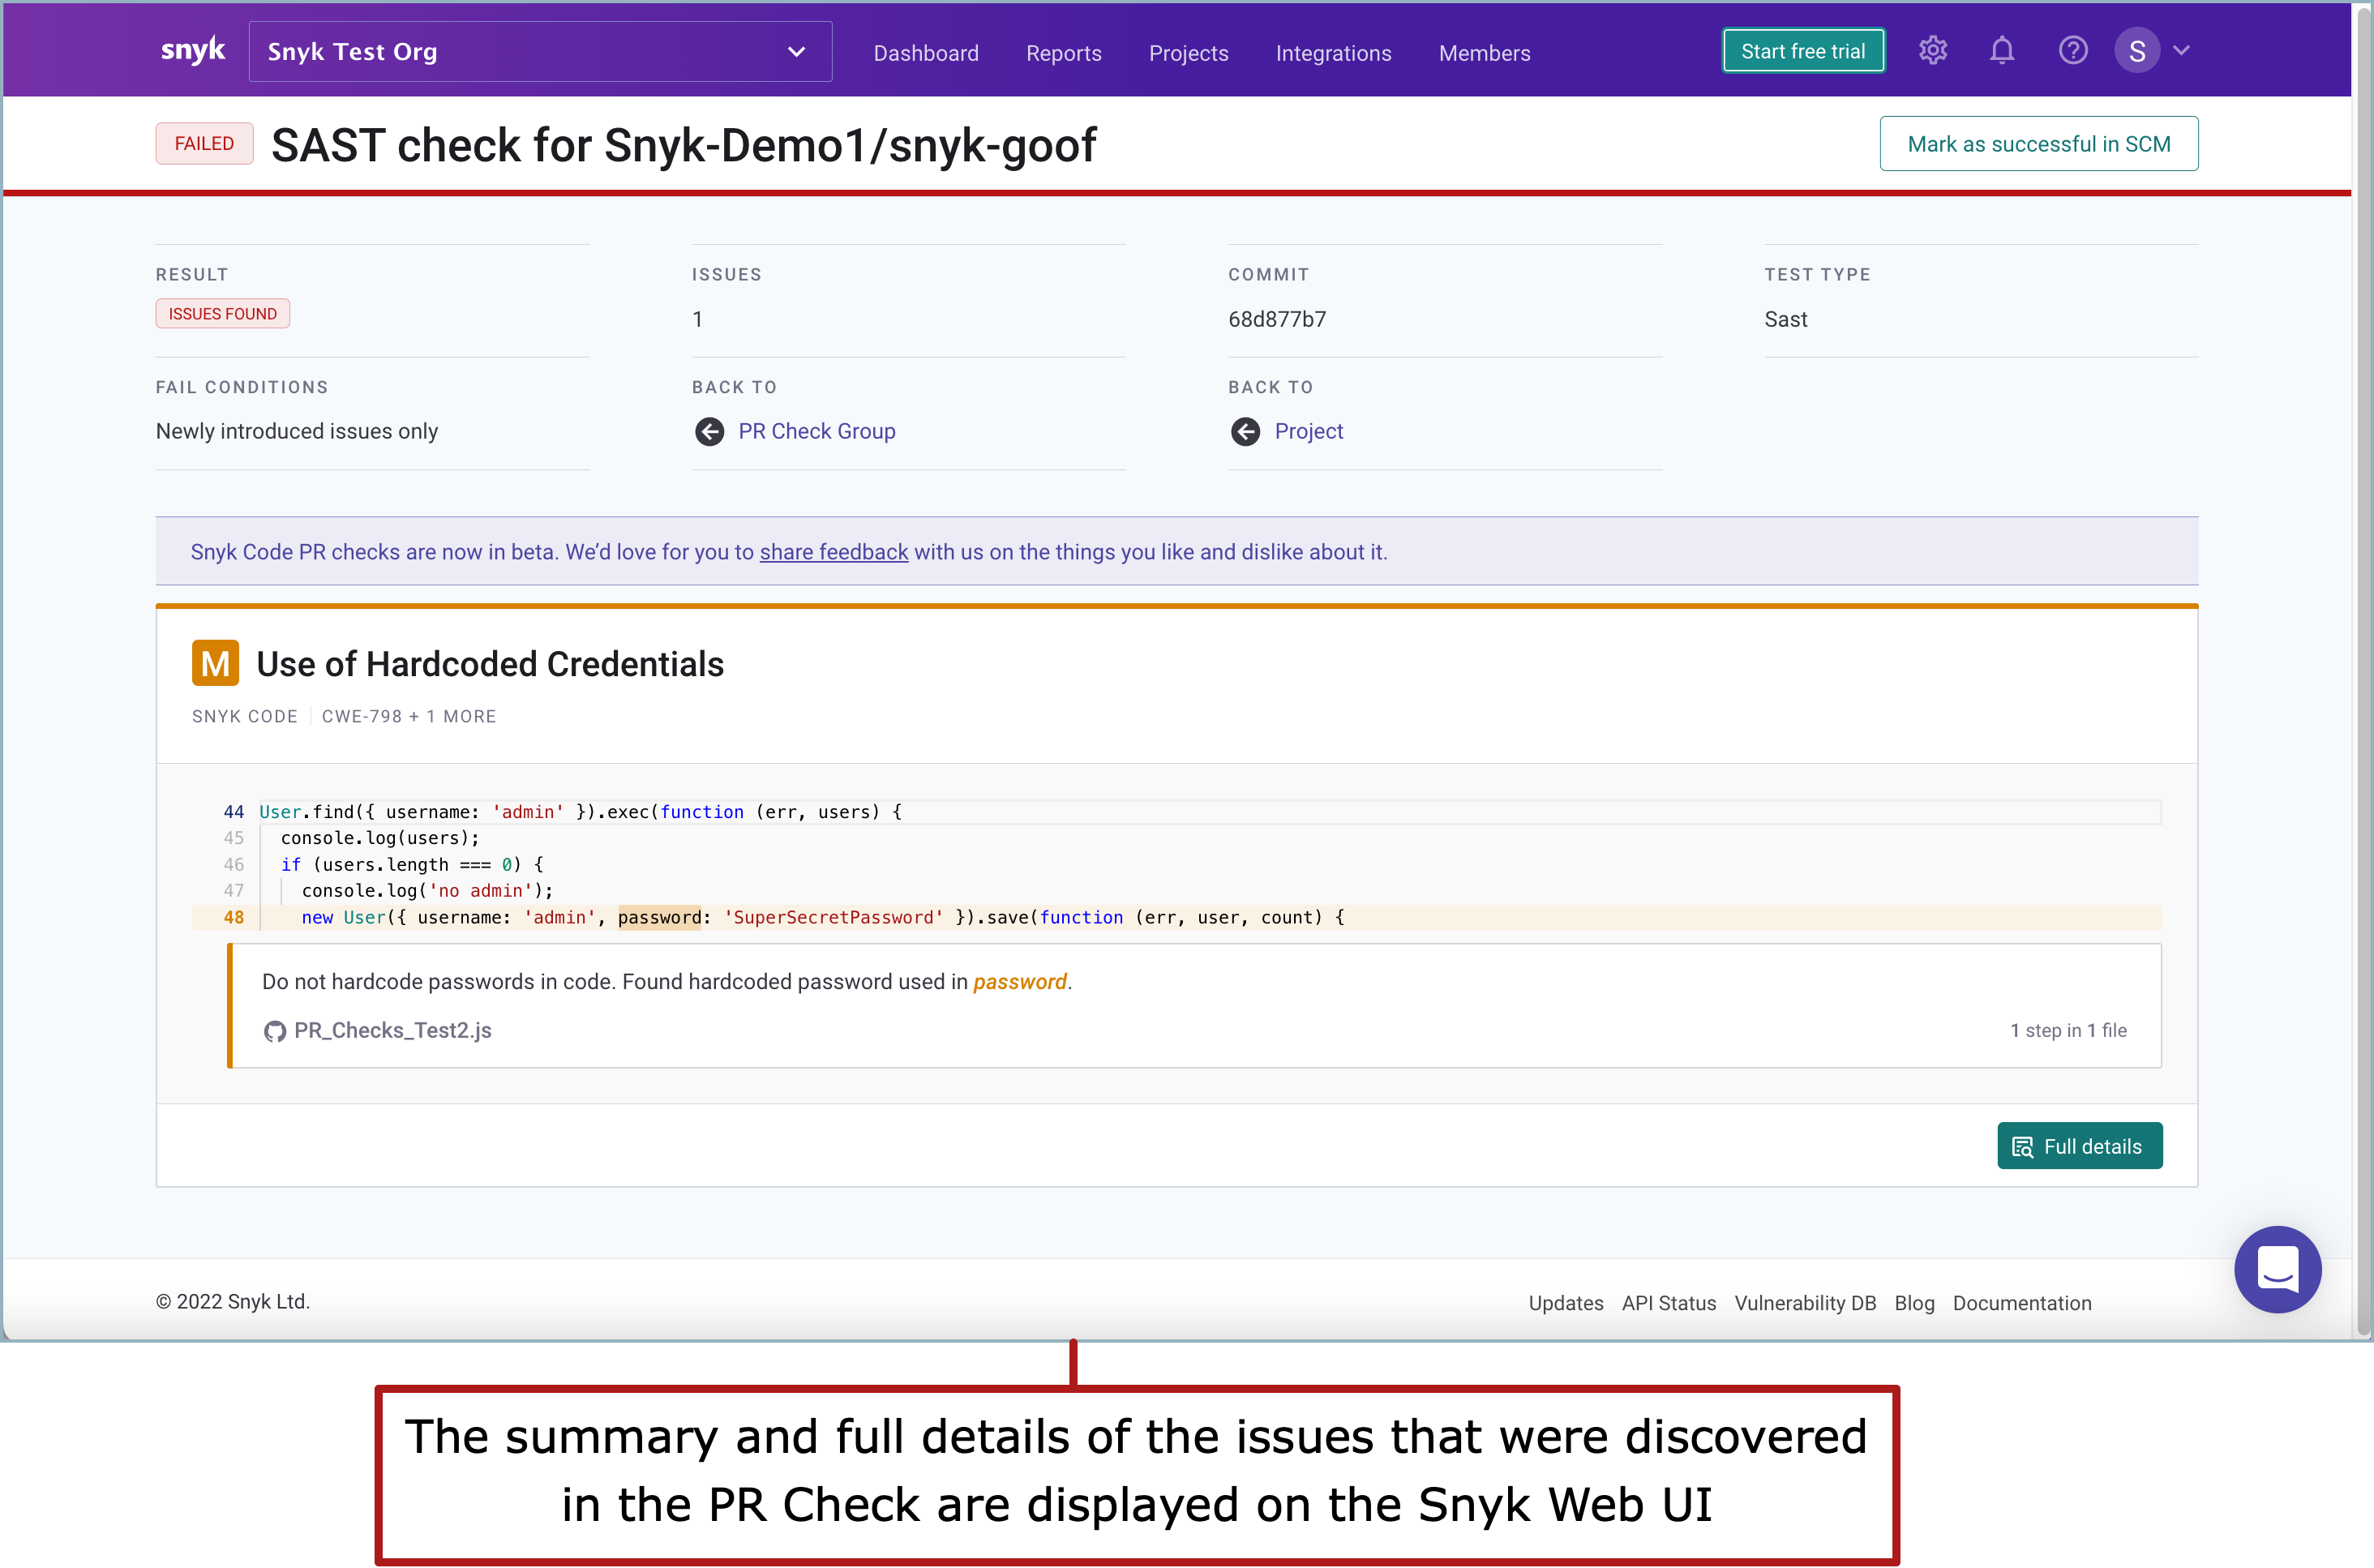 snyk Snyk Test Org Dashboard Reports Projects Integrations Members Start free trial S
FAILED SAST check for Snyk-Demo1/snyk-goof Mark as successful in SCM
RESULT ISSUES COMMIT TEST TYPE
ISSUES FOUND 1 68d877b7 Sast
FAIL CONDITIONS BACK TO BACK TO
Newly introduced issues only PR Check Group Project
Snyk Code PR checks are now in beta. We’d love for you to share feedback with us on the things you like and dislike about it.
M Use of Hardcoded Credentials
SNYK CODE CWE-798 + 1 MORE
44 User.find({ username: 'admin' }).exec(function (err, users) {
45 console.log(users);
46 if (users.length === 0) {
47 console.log('no admin');
48 new User({ username: 'admin', password: 'SuperSecretPassword' }).save(function (err, user, count) {
Do not hardcode passwords in code. Found hardcoded password used in password.
PR_Checks_Test2.js 1 step in 1 file
Full details
© 2022 Snyk Ltd. Updates API Status Vulnerability DB Blog Documentation
The summary and full details of the issues that were discovered
in the PR Check are displayed on the Snyk Web UI